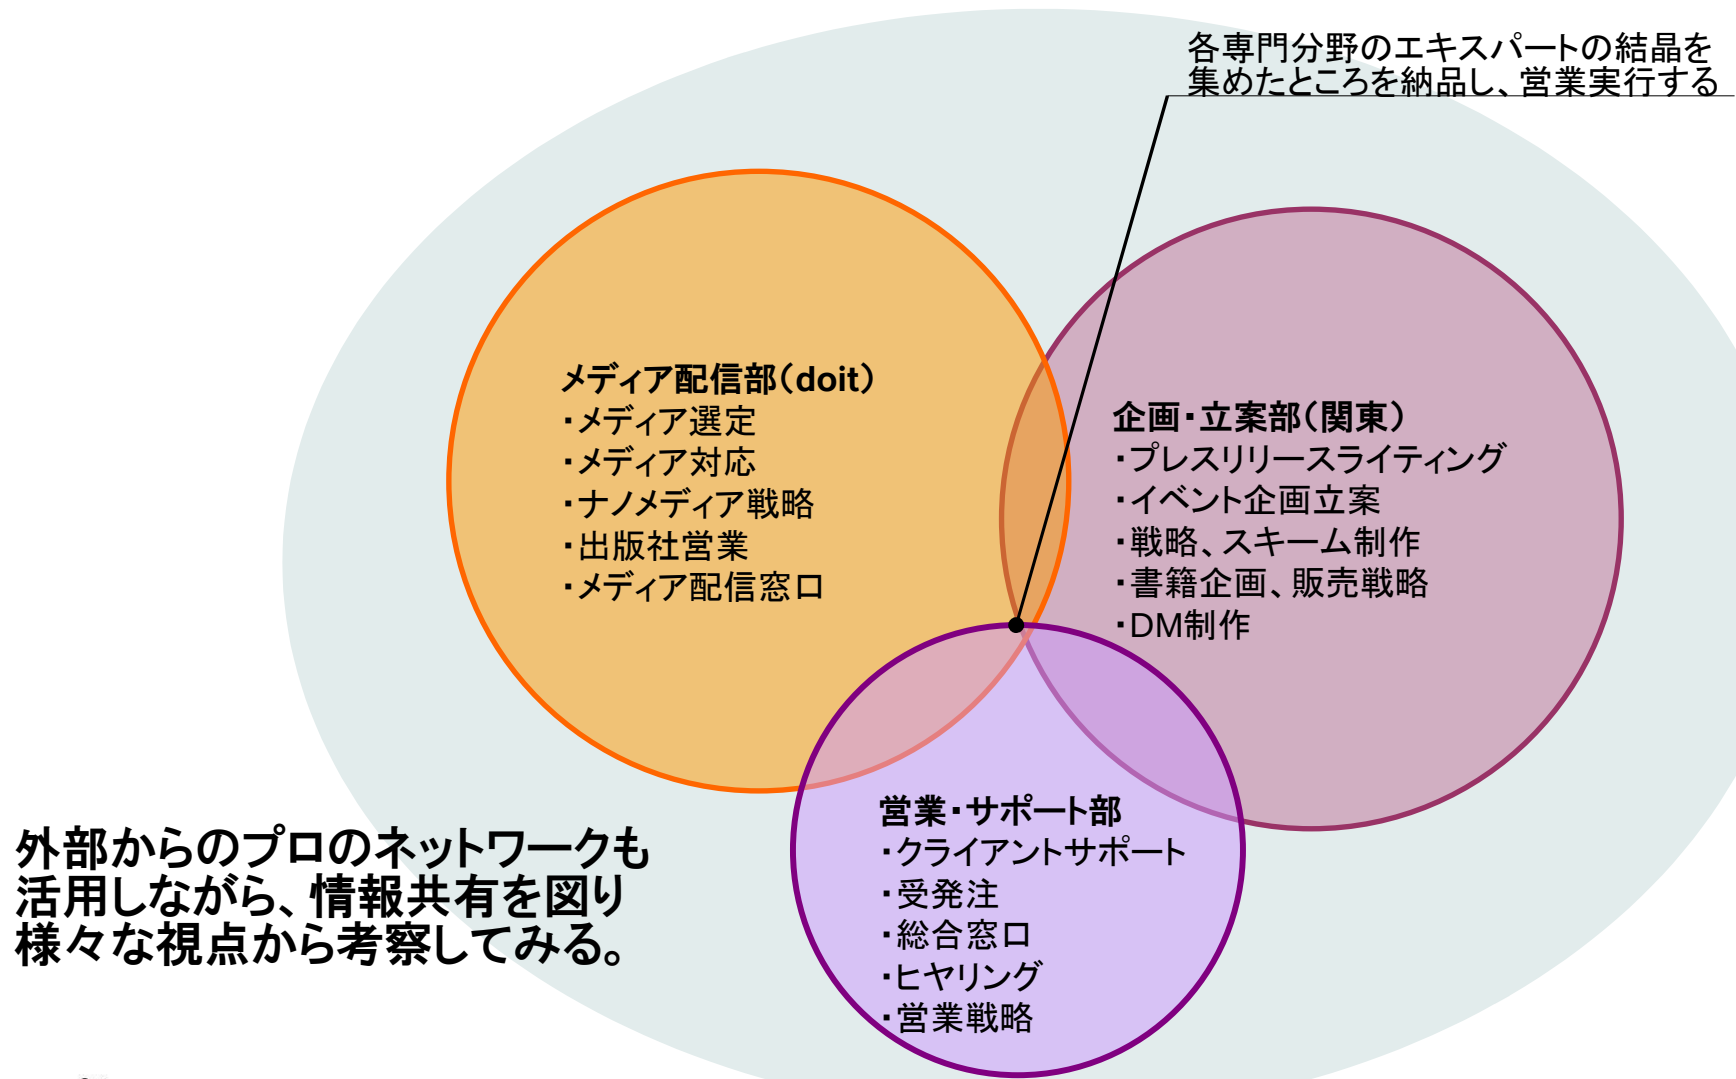 各専門分野のエキスパートの結晶を
集めたところを納品し、営業実行する
メディア配信部（doit）
・メディア選定
・メディア対応
・ナノメディア戦略
・出版社営業
・メディア配信窓口
企画・立案部（関東）
・プレスリリースライティング
・イベント企画立案
・戦略、スキーム制作
・書籍企画、販売戦略
・DM制作
営業・サポート部
・クライアントサポート
・受発注
・総合窓口
・ヒヤリング
・営業戦略
外部からのプロのネットワークも
活用しながら、情報共有を図り
様々な視点から考察してみる。